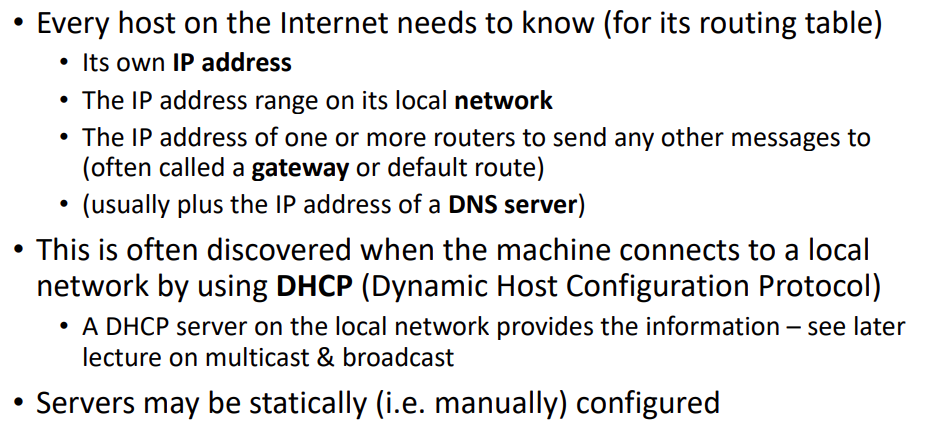 • Every host on the Internet needs to know (for its routing table)
• Its own IP address
• The IP address range on its local network
• The IP address of one or more routers to send any other messages to
(often called a gateway or default route)
• (usually plus the IP address of a DNS server)
• This is often discovered when the machine connects to a local
network by using DHCP (Dynamic Host Configuration Protocol)
• A DHCP server on the local network provides the information – see later
lecture on multicast & broadcast
• Servers may be statically (i.e. manually) configured